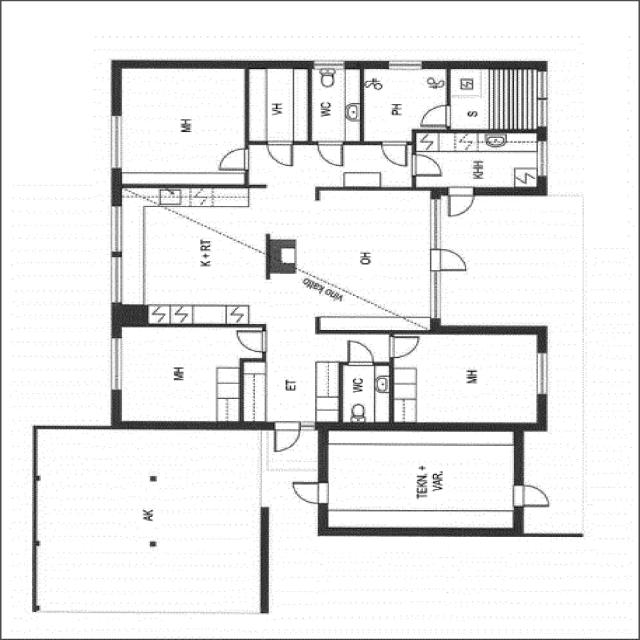 MH
VH
WC
PH
S
KHH
K + RT
OH
vino katto
MH
ET
WC
MH
AK
TEKN. +
VAR.